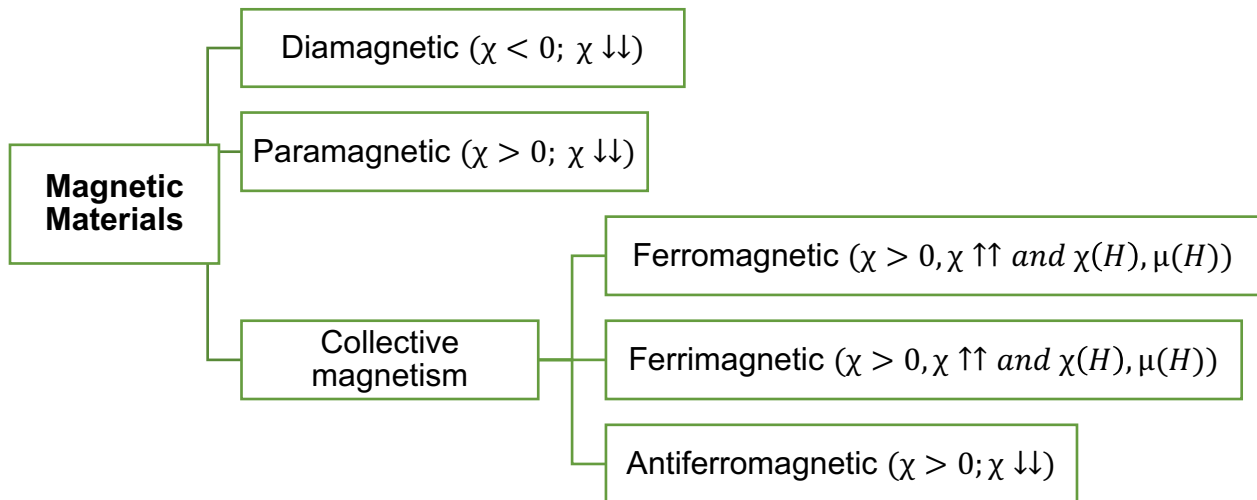 Diamagnetic (χ < 0; χ ↓↓)
Paramagnetic (χ > 0; χ ↓↓)
Magnetic
Materials
Ferromagnetic (χ > 0, χ ↑↑ and χ(H), μ(H))
Collective
magnetism
Ferrimagnetic (χ > 0, χ ↑↑ and χ(H), μ(H))
Antiferromagnetic (χ > 0; χ ↓↓)